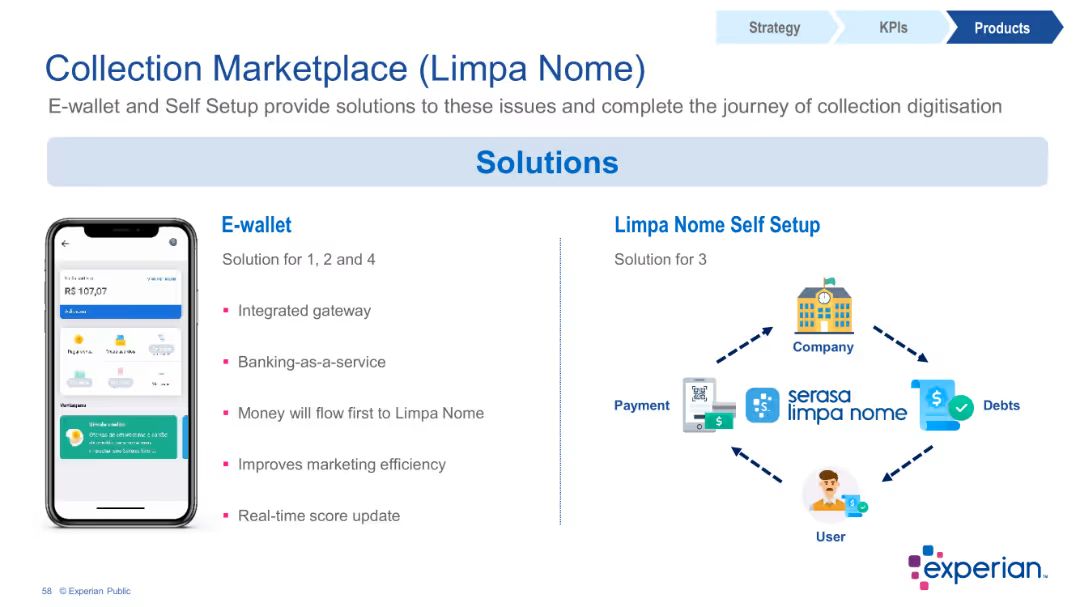 Strategy
KPIs
Products
Collection Marketplace (Limpa Nome)
E-wallet and Self Setup provide solutions to these issues and complete the journey of collection digitisation
Solutions
R$ 107,07
E-wallet
Solution for 1, 2 and 4
Integrated gateway
Banking-as-a-service
Money will flow first to Limpa Nome
Improves marketing efficiency
Real-time score update
Limpa Nome Self Setup
Solution for 3
Company
Payment
serasa
limpa nome
Debts
User
experian
58 © Experian Public